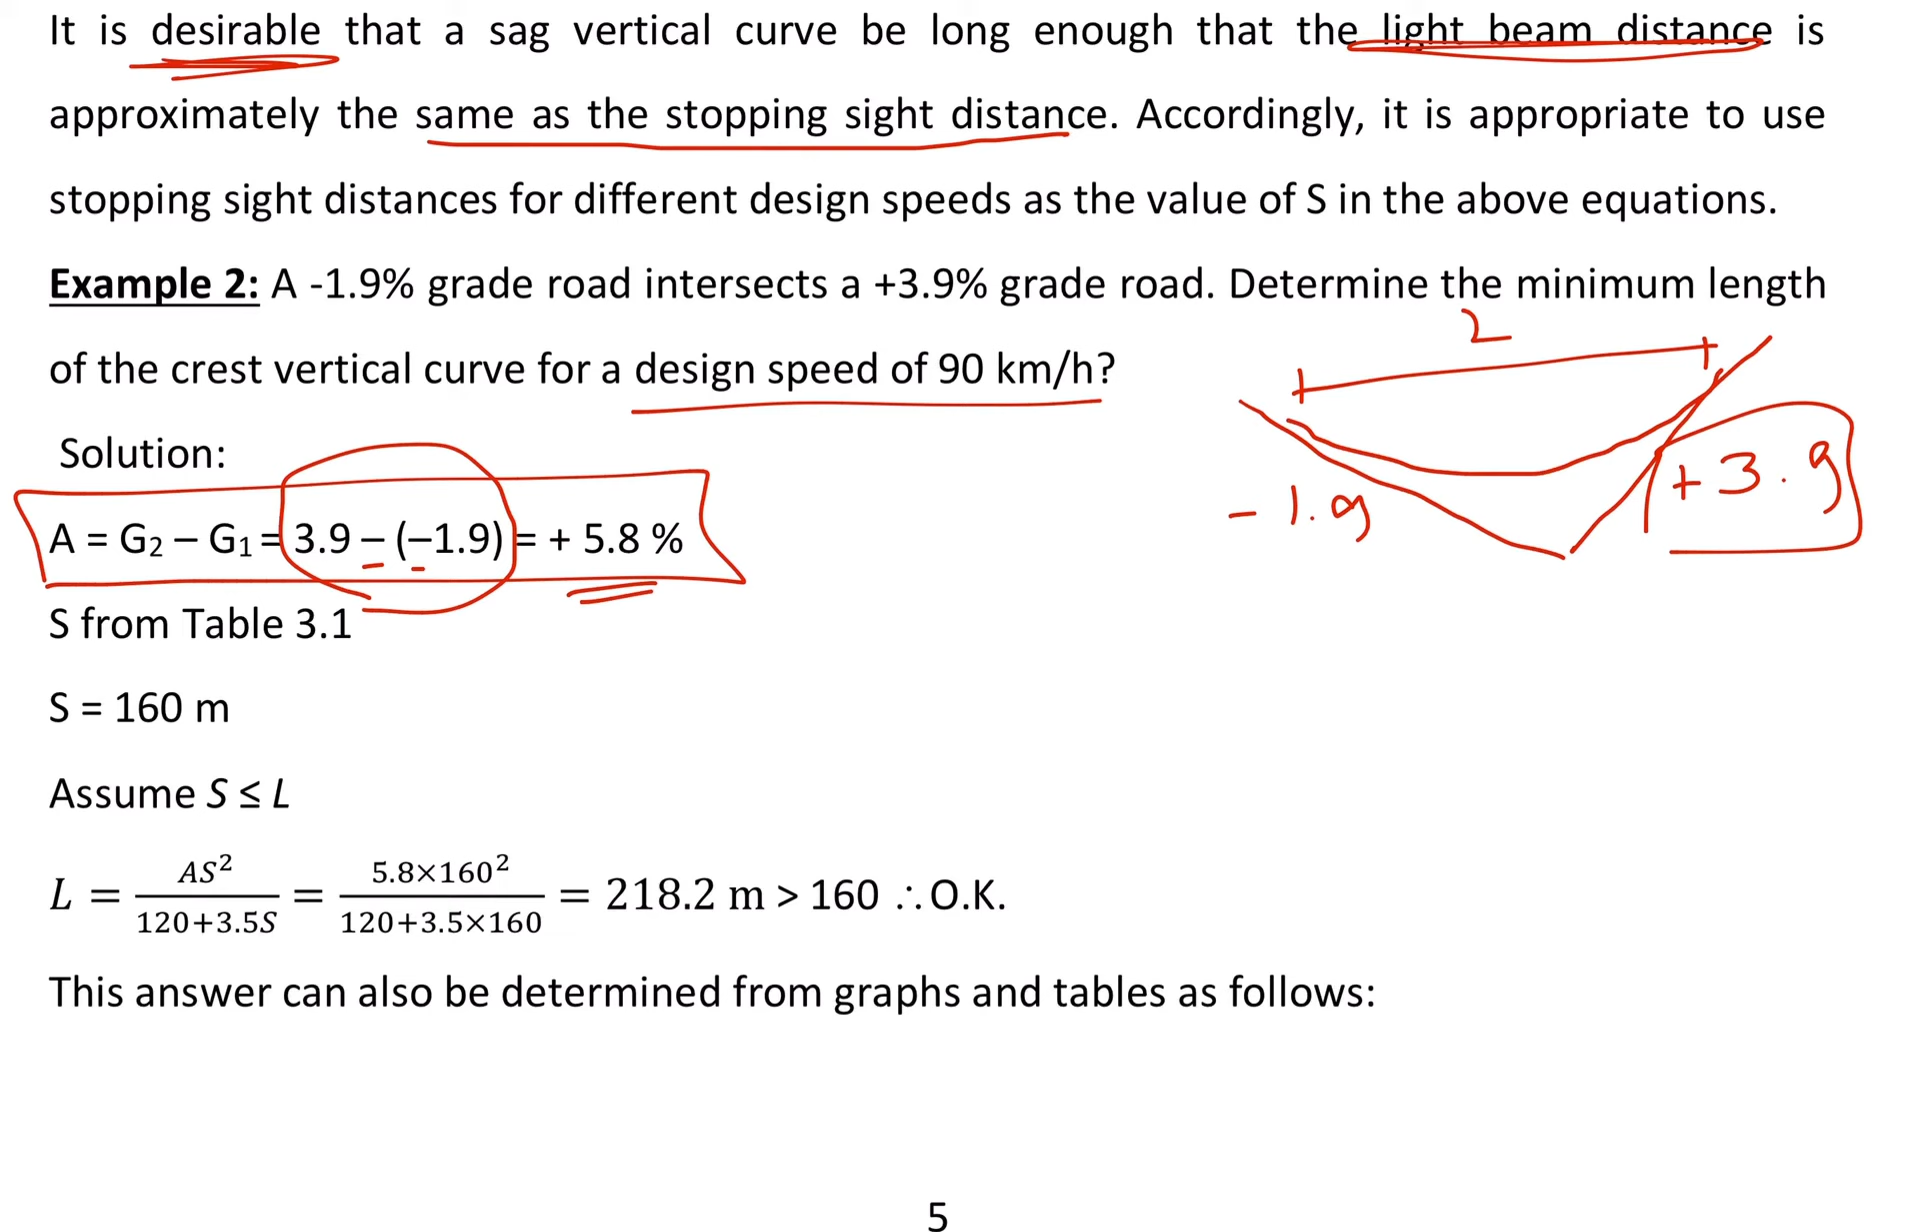 It is desirable that a sag vertical curve be long enough that the light beam distance is
approximately the same as the stopping sight distance. Accordingly, it is appropriate to use
stopping sight distances for different design speeds as the value of S in the above equations.
Example 2: A -1.9% grade road intersects a +3.9% grade road. Determine the minimum length
of the crest vertical curve for a design speed of 90 km/h?
Solution:
A = G₂ – G₁ = 3.9 – (–1.9) = + 5.8 %
- 1.9
+ 3.9
S from Table 3.1
S = 160 m
Assume S ≤ L
L = AS²/(120+3.5S) = 5.8×160²/(120+3.5×160) = 218.2 m > 160 ∴ O.K.
This answer can also be determined from graphs and tables as follows:
5